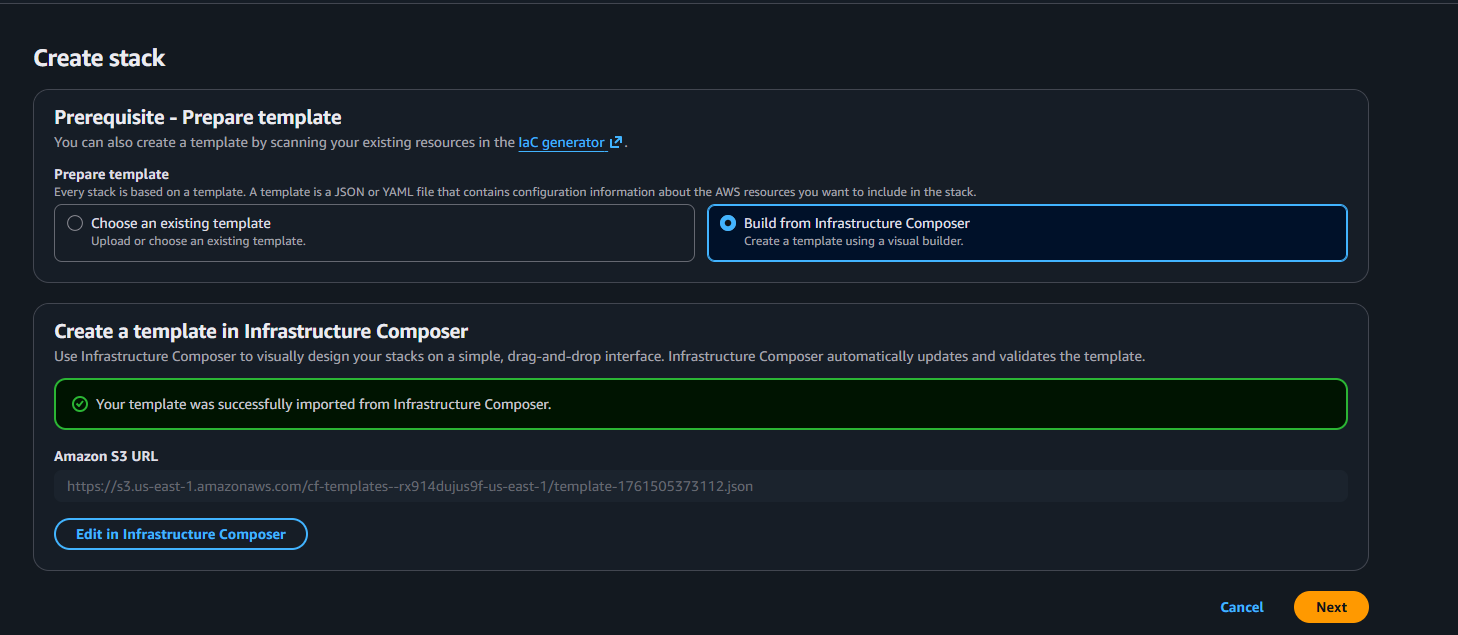 Create stack
Prerequisite - Prepare template
You can also create a template by scanning your existing resources in the IaC generator.
Prepare template
Every stack is based on a template. A template is a JSON or YAML file that contains configuration information about the AWS resources you want to include in the stack.
Choose an existing template
Upload or choose an existing template.
Build from Infrastructure Composer
Create a template using a visual builder.
Create a template in Infrastructure Composer
Use Infrastructure Composer to visually design your stacks on a simple, drag-and-drop interface. Infrastructure Composer automatically updates and validates the template.
Your template was successfully imported from Infrastructure Composer.
Amazon S3 URL
https://s3.us-east-1.amazonaws.com/cf-templates--rx914dujus9f-us-east-1/template-1761505373112.json
Edit in Infrastructure Composer
Cancel
Next